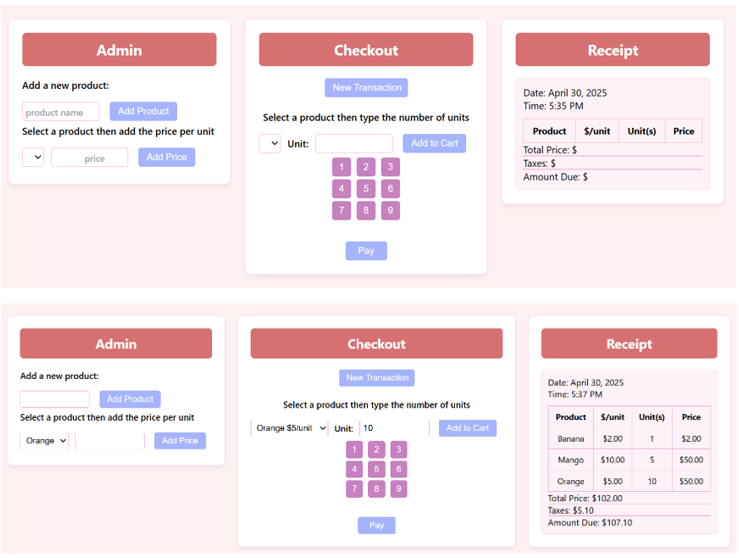 Admin
Add a new product:
product name Add Product
Select a product then add the price per unit
price Add Price
Checkout
New Transaction
Select a product then type the number of units
Unit: Add to Cart
1 2 3
4 5 6
7 8 9
Pay
Receipt
Date: April 30, 2025
Time: 5:35 PM
Product $/unit Unit(s) Price
Total Price: $
Taxes: $
Amount Due: $
Admin
Add a new product:
Add Product
Select a product then add the price per unit
Orange Add Price
Checkout
New Transaction
Select a product then type the number of units
Orange $5/unit Unit: 10 Add to Cart
1 2 3
4 5 6
7 8 9
Pay
Receipt
Date: April 30, 2025
Time: 5:37 PM
Product $/unit Unit(s) Price
Banana $2.00 1 $2.00
Mango $10.00 5 $50.00
Orange $5.00 10 $50.00
Total Price: $102.00
Taxes: $5.10
Amount Due: $107.10